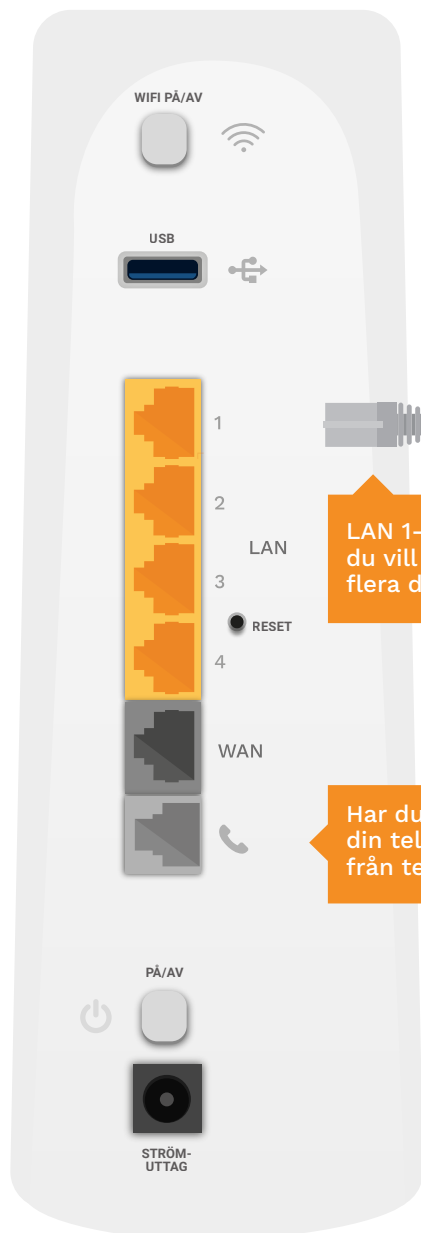 WIFI PÅ/AV
USB
1
2
LAN
3
RESET
4
WAN
LAN 1-
du vill
flera d
Har du
din tel
från te
PÅ/AV
STRÖM-
UTTAG